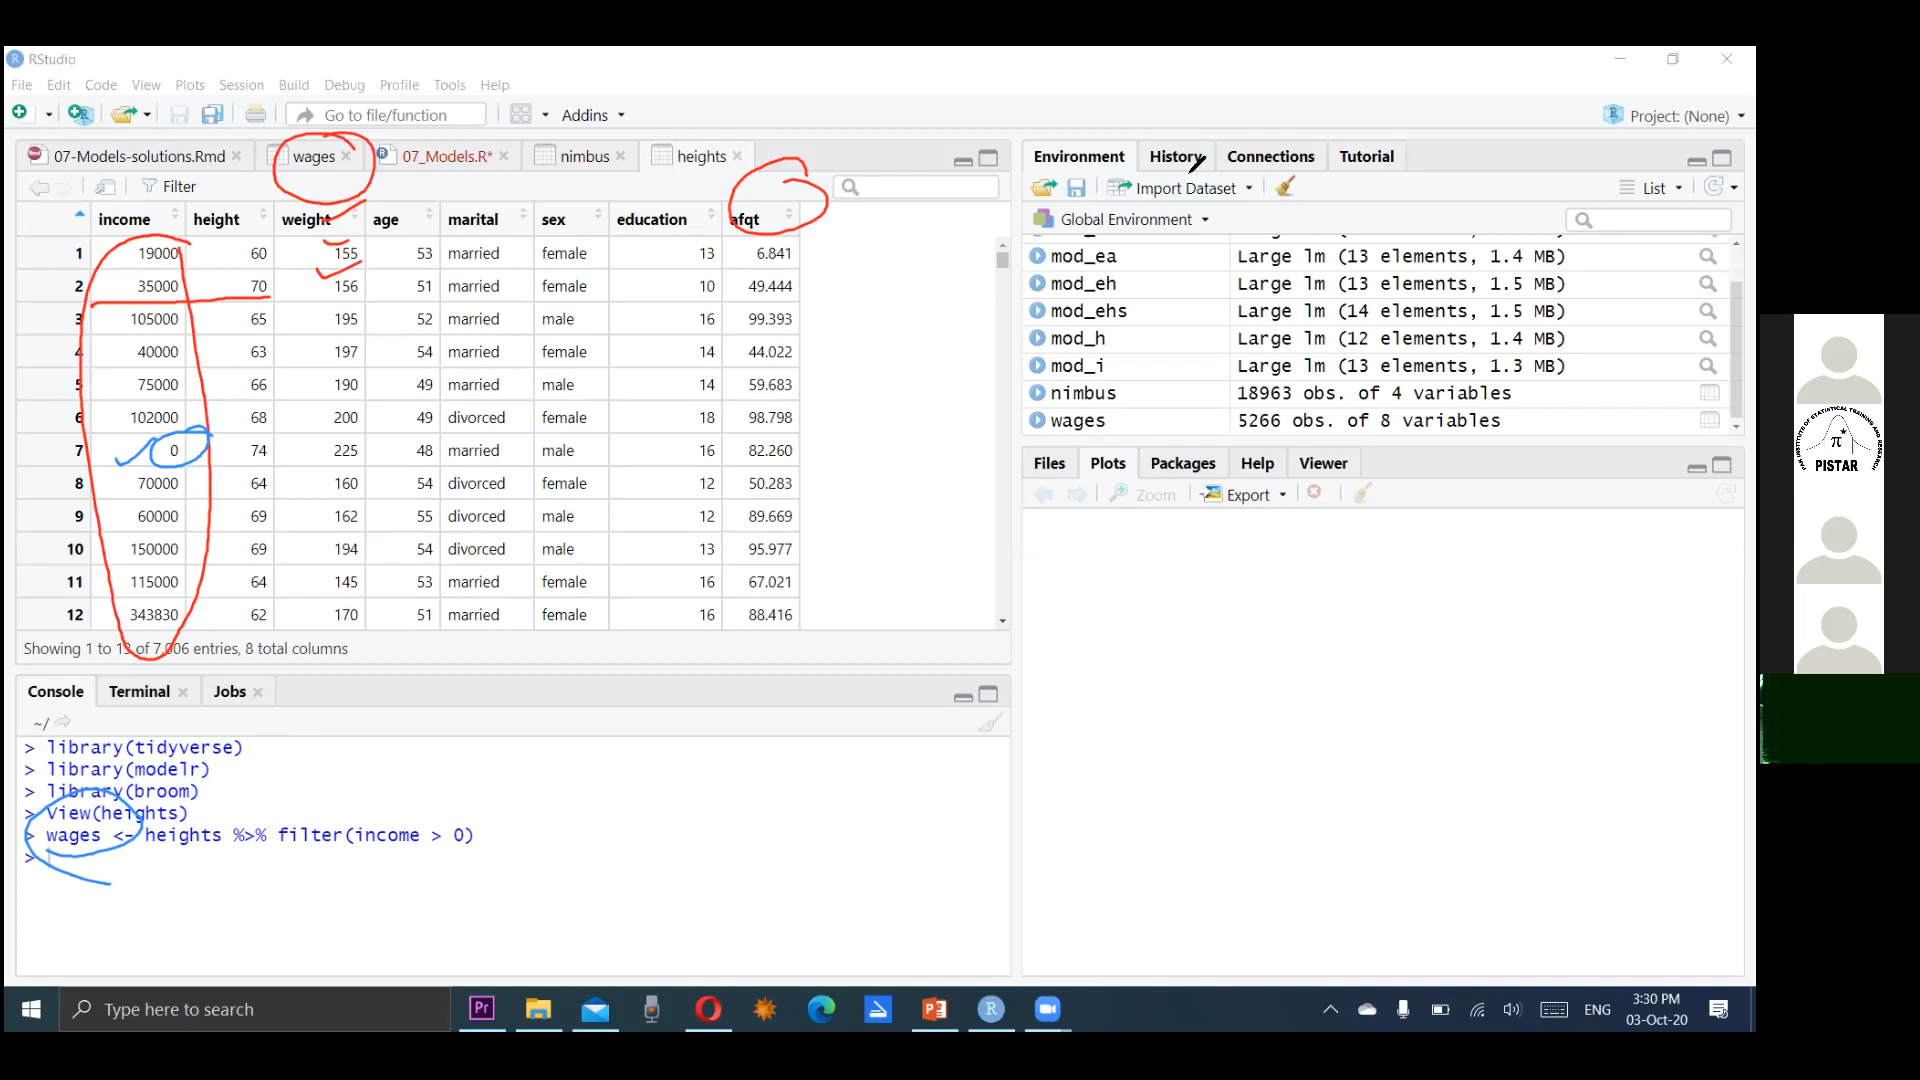 RStudio
File Edit Code View Plots Session Build Debug Profile Tools Help
Go to file/function Addins Project: (None)
07-Models-solutions.Rmd wages 07_Models.R* nimbus heights
Filter
income height weight age marital sex education afqt
1 19000 60 155 53 married female 13 6.841
2 35000 70 156 51 married female 10 49.444
3 105000 65 195 52 married male 16 99.393
4 40000 63 197 54 married female 14 44.022
5 75000 66 190 49 married male 14 59.683
6 102000 68 200 49 divorced female 18 98.798
7 0 74 225 48 married male 16 82.260
8 70000 64 160 54 divorced female 12 50.283
9 60000 69 162 55 divorced male 12 89.669
10 150000 69 194 54 divorced male 13 95.977
11 115000 64 145 53 married female 16 67.021
12 343830 62 170 51 married female 16 88.416
Showing 1 to 13 of 7,006 entries, 8 total columns
Console Terminal Jobs
~/
> library(tidyverse)
> library(modelr)
> library(broom)
> View(heights)
> wages <- heights %>% filter(income > 0)
>
Environment History Connections Tutorial
Import Dataset List
Global Environment
mod_ea Large lm (13 elements, 1.4 MB)
mod_eh Large lm (13 elements, 1.5 MB)
mod_ehs Large lm (14 elements, 1.5 MB)
mod_h Large lm (12 elements, 1.4 MB)
mod_i Large lm (13 elements, 1.3 MB)
nimbus 18963 obs. of 4 variables
wages 5266 obs. of 8 variables
Files Plots Packages Help Viewer
Zoom Export
PISTAR
Type here to search
Pr
ENG
3:30 PM
03-Oct-20